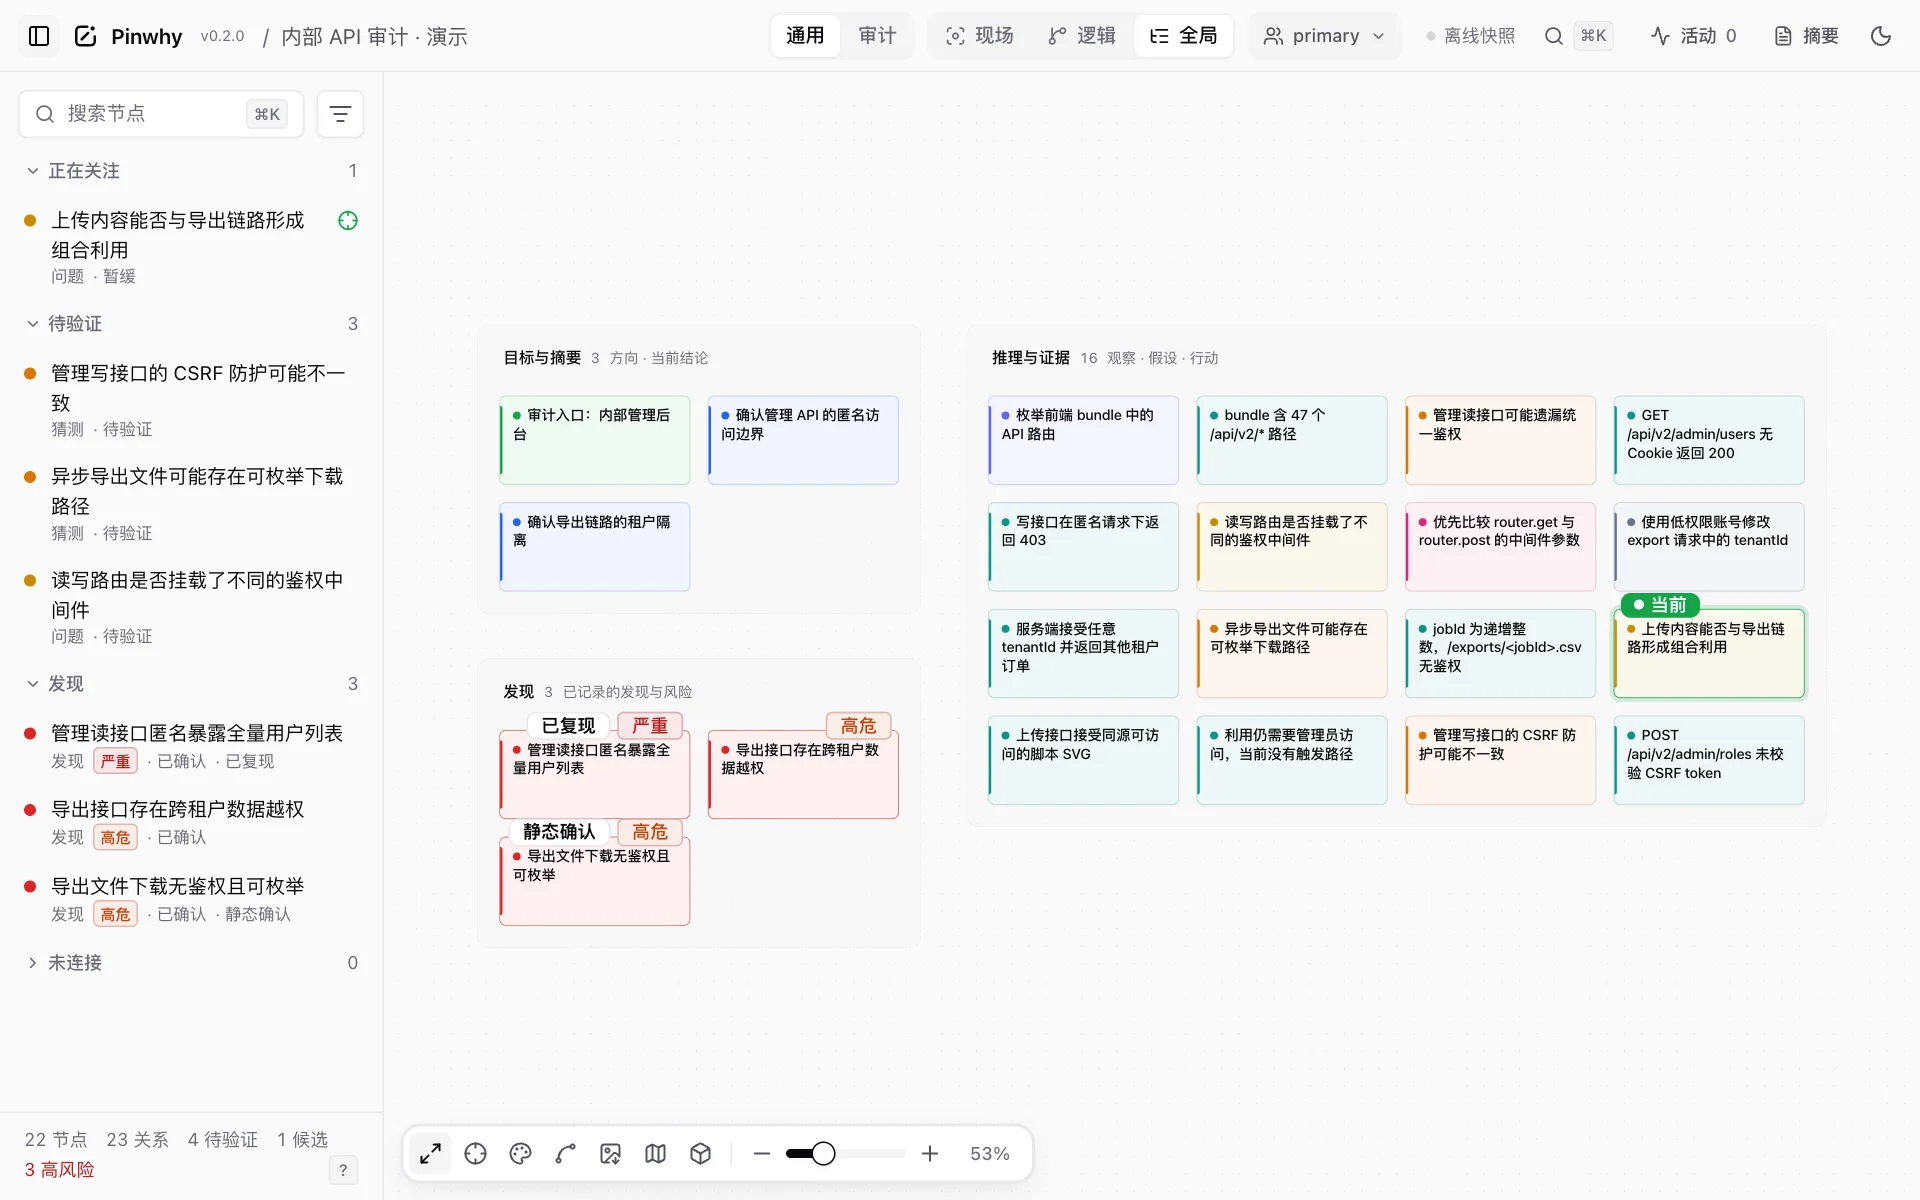 Pinwhy v0.2.0 / 内部 API 审计 · 演示
通用 审计
现场 逻辑 全局
primary
离线快照
⌘K
活动 0
摘要
搜索节点 ⌘K
正在关注 1
上传内容能否与导出链路形成
组合利用
问题 · 暂缓
待验证 3
管理写接口的 CSRF 防护可能不一
致
猜测 · 待验证
异步导出文件可能存在可枚举下载
路径
猜测 · 待验证
读写路由是否挂载了不同的鉴权中
间件
问题 · 待验证
发现 3
管理读接口匿名暴露全量用户列表
发现 严重 · 已确认 · 已复现
导出接口存在跨租户数据越权
发现 高危 · 已确认
导出文件下载无鉴权且可枚举
发现 高危 · 已确认 · 静态确认
未连接 0
22 节点 23 关系 4 待验证 1 候选
3 高风险
?
目标与摘要 3 方向 · 当前结论
审计入口：内部管理后
台
确认管理 API 的匿名访
问边界
确认导出链路的租户隔
离
发现 3 已记录的发现与风险
已复现 严重
管理读接口匿名暴露全
量用户列表
高危
导出接口存在跨租户数
据越权
静态确认 高危
导出文件下载无鉴权且
可枚举
推理与证据 16 观察 · 假设 · 行动
枚举前端 bundle 中的
API 路由
bundle 含 47 个
/api/v2/* 路径
管理读接口可能遗漏统
一鉴权
GET
/api/v2/admin/users 无
Cookie 返回 200
写接口在匿名请求下返
回 403
读写路由是否挂载了不
同的鉴权中间件
优先比较 router.get 与
router.post 的中间件参数
使用低权限账号修改
export 请求中的 tenantId
服务端接受任意
tenantId 并返回其他租户
订单
异步导出文件可能存在
可枚举下载路径
jobId 为递增整
数，/exports/<jobId>.csv
无鉴权
当前
上传内容能否与导出链
路形成组合利用
上传接口接受同源可访
问的脚本 SVG
利用仍需要管理员访
问，当前没有触发路径
管理写接口的 CSRF 防
护可能不一致
POST
/api/v2/admin/roles 未校
验 CSRF token
53%